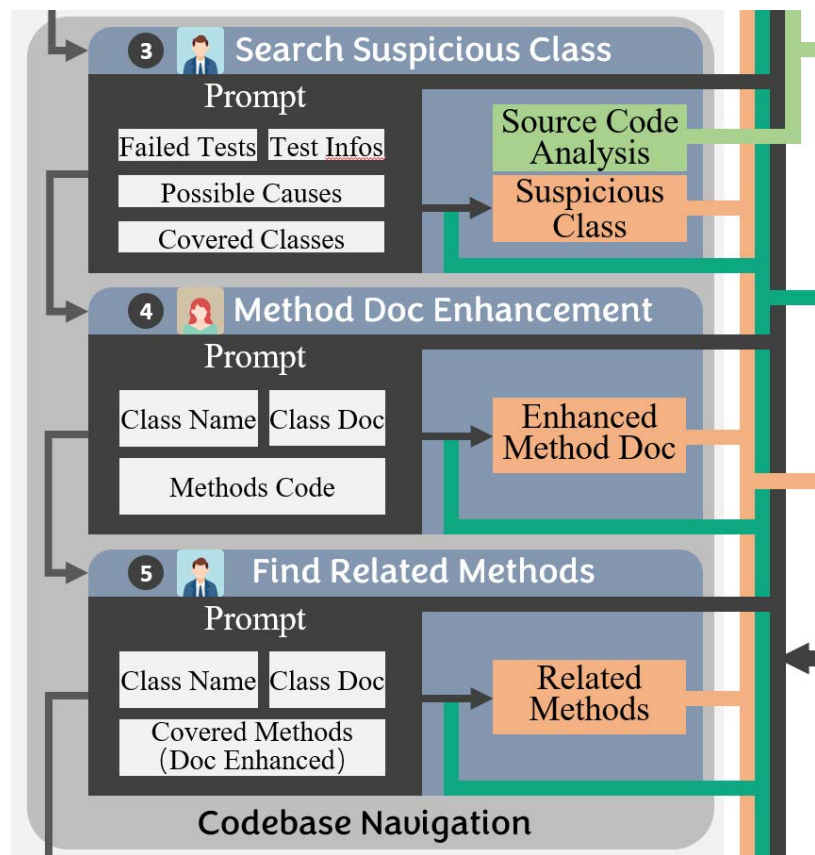 3 Search Suspicious Class
Prompt
Failed Tests Test Infos
Possible Causes
Covered Classes
Source Code
Analysis
Suspicious
Class
4 Method Doc Enhancement
Prompt
Class Name Class Doc
Methods Code
Enhanced
Method Doc
5 Find Related Methods
Prompt
Class Name Class Doc
Covered Methods
(Doc Enhanced)
Related
Methods
Codebase Navigation